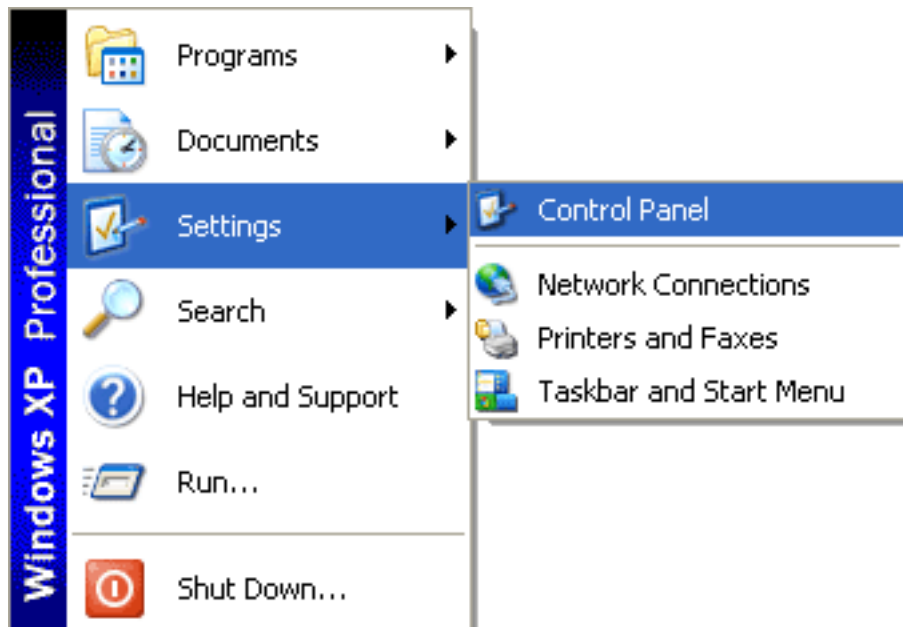 Windows XP Professional
Programs
Documents
Settings
Search
Help and Support
Run...
Shut Down...
Control Panel
Network Connections
Printers and Faxes
Taskbar and Start Menu